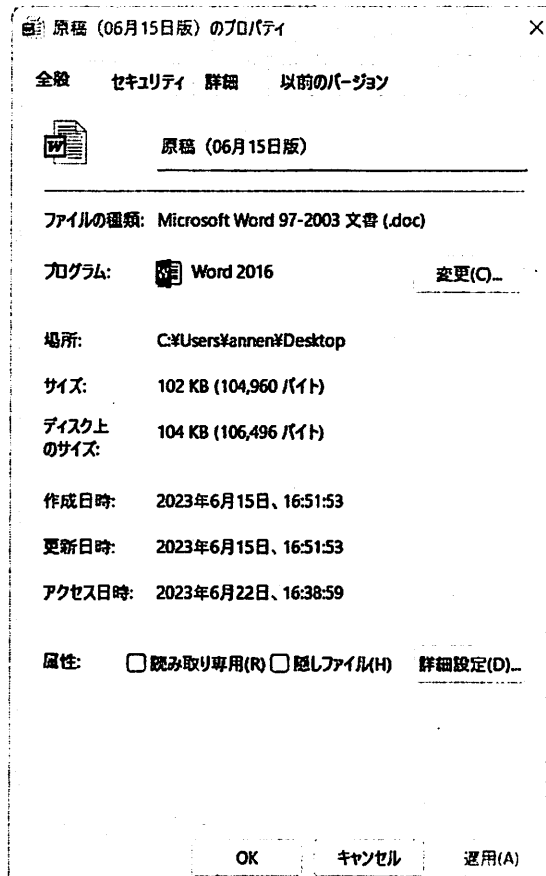 原稿（06月15日版）のプロパティ ×
全般 セキュリティ 詳細 以前のバージョン
原稿（06月15日版）
ファイルの種類: Microsoft Word 97-2003 文書 (.doc)
プログラム: Word 2016 変更(C)...
場所: C:¥Users¥annen¥Desktop
サイズ: 102 KB (104,960 バイト)
ディスク上
のサイズ: 104 KB (106,496 バイト)
作成日時: 2023年6月15日、16:51:53
更新日時: 2023年6月15日、16:51:53
アクセス日時: 2023年6月22日、16:38:59
属性: 読み取り専用(R) 隠しファイル(H) 詳細設定(D)...
OK キャンセル 適用(A)